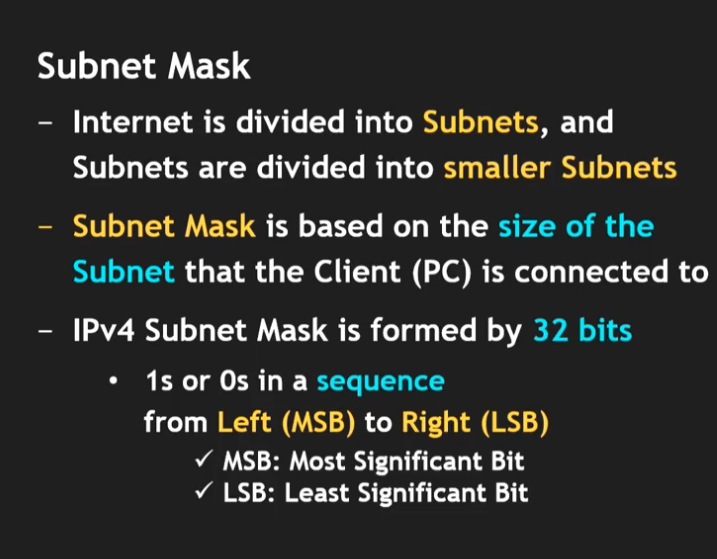 Subnet Mask
– Internet is divided into Subnets, and
Subnets are divided into smaller Subnets
– Subnet Mask is based on the size of the
Subnet that the Client (PC) is connected to
– IPv4 Subnet Mask is formed by 32 bits
• 1s or 0s in a sequence
from Left (MSB) to Right (LSB)
✓ MSB: Most Significant Bit
✓ LSB: Least Significant Bit